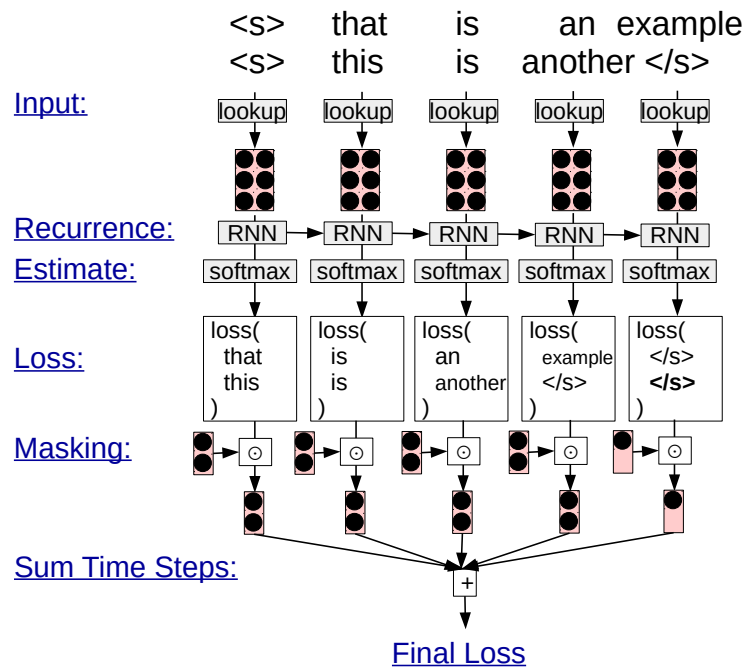 <s> that is an example
<s> this is another </s>
Input:
lookup lookup lookup lookup lookup
Recurrence:
RNN RNN RNN RNN RNN
Estimate:
softmax softmax softmax softmax softmax
Loss:
loss( loss( loss( loss( loss(
that is an example </s>
this is another </s> </s>
) ) ) ) )
Masking:
⊙ ⊙ ⊙ ⊙ ⊙
Sum Time Steps:
+
Final Loss